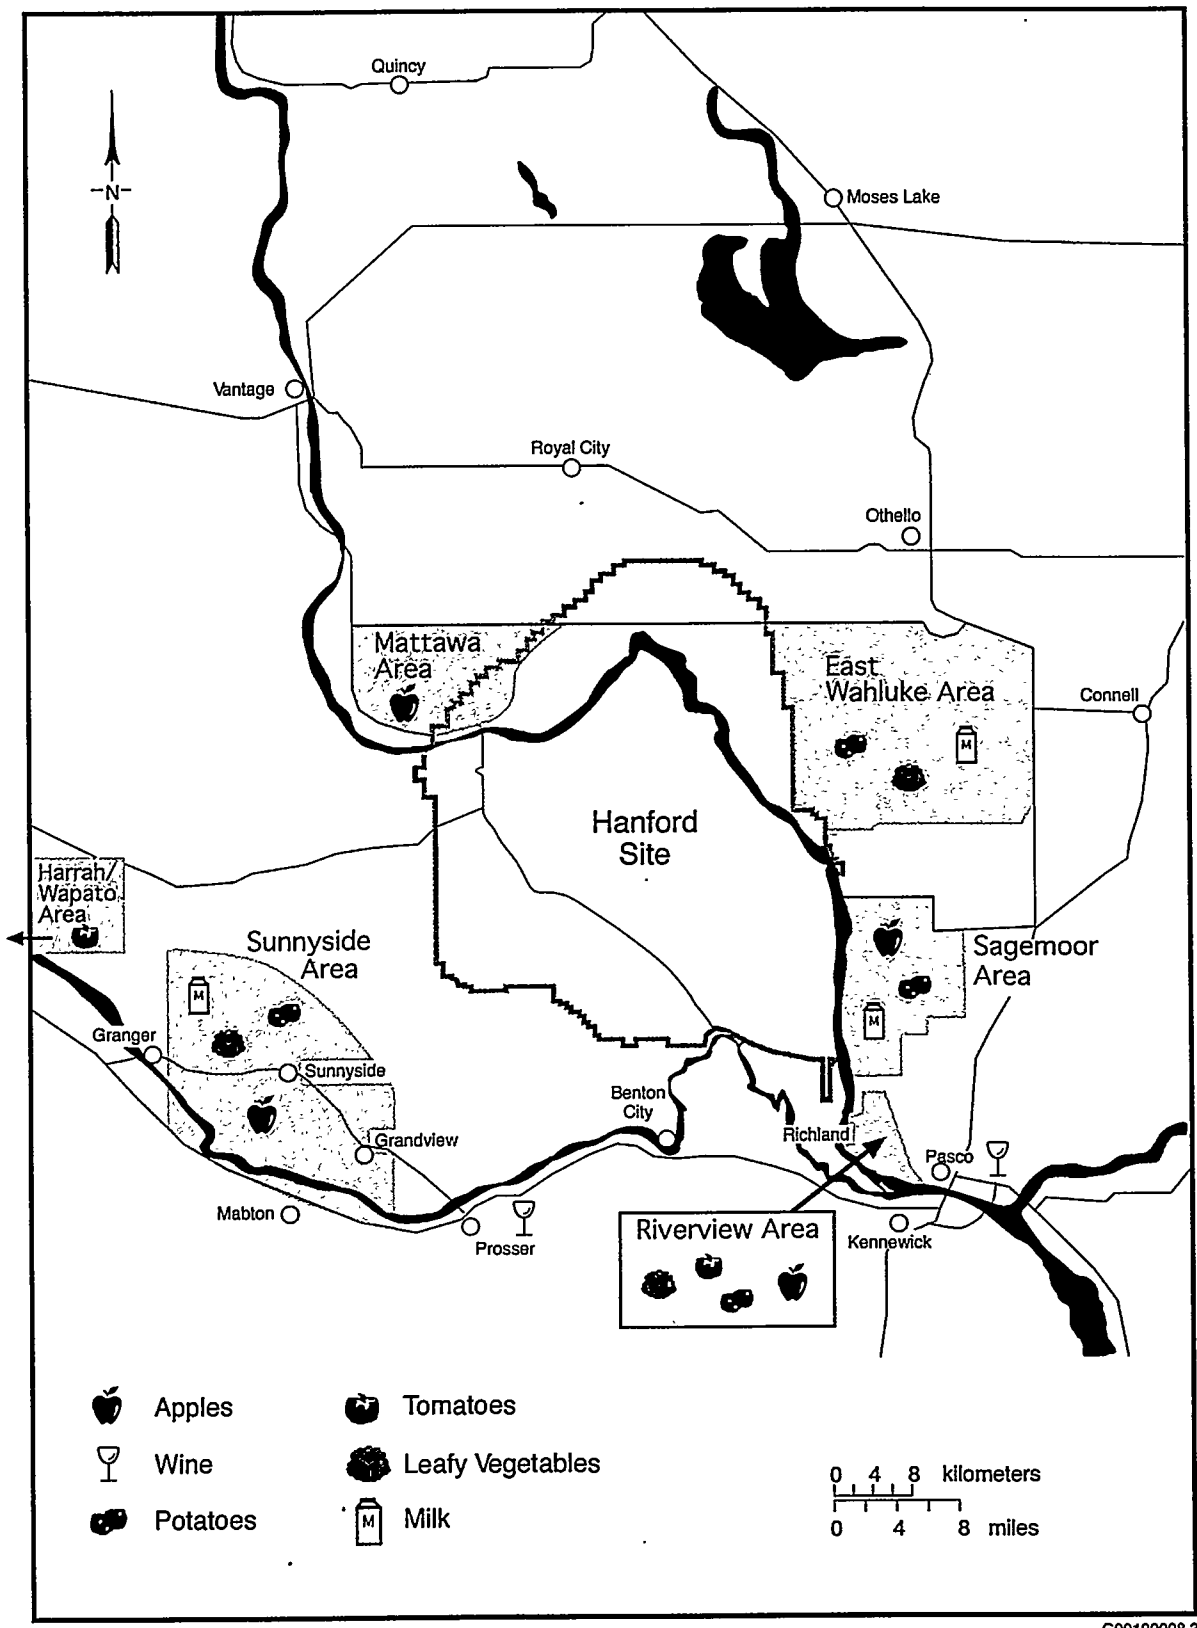 Quincy
N
Moses Lake
Vantage
Royal City
Othello
Mattawa
Area
East
Wahluke Area
Connell
M
Hanford
Site
Harrah/
Wapato
Area
Sunnyside
Area
Sagemoor
Area
M
M
Granger
Sunnyside
Benton
City
Richland
Grandview
Pasco
Mabton
Prosser
Riverview Area
Kennewick
Apples
Tomatoes
Wine
Leafy Vegetables
Potatoes
M
Milk
0 4 8 kilometers
0 4 8 miles